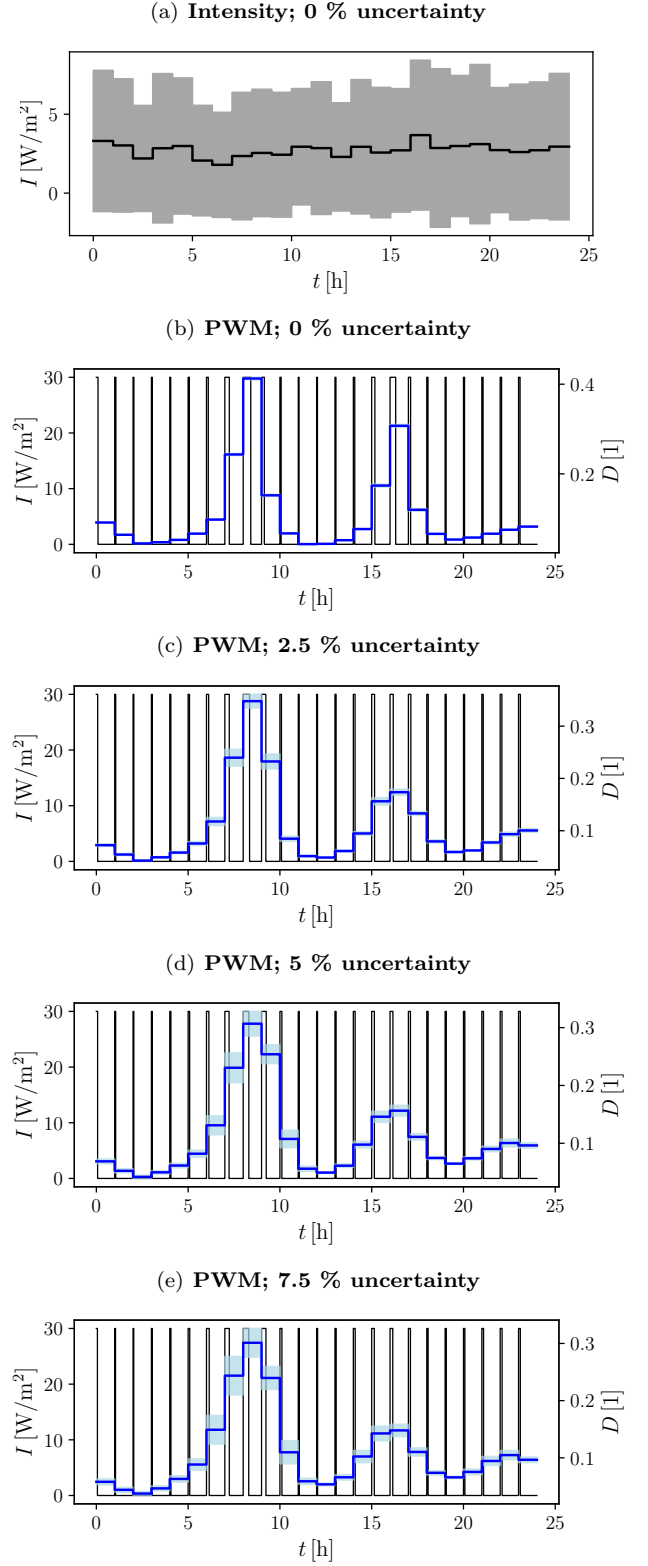 (a) Intensity; 0 % uncertainty
5
0
I [W/m²]
0 5 10 15 20 25
t [h]
(b) PWM; 0 % uncertainty
30
20
10
0
I [W/m²]
0.4
0.2
D [1]
0 5 10 15 20 25
t [h]
(c) PWM; 2.5 % uncertainty
30
20
10
0
I [W/m²]
0.3
0.2
0.1
D [1]
0 5 10 15 20 25
t [h]
(d) PWM; 5 % uncertainty
30
20
10
0
I [W/m²]
0.3
0.2
0.1
D [1]
0 5 10 15 20 25
t [h]
(e) PWM; 7.5 % uncertainty
30
20
10
0
I [W/m²]
0.3
0.2
0.1
D [1]
0 5 10 15 20 25
t [h]